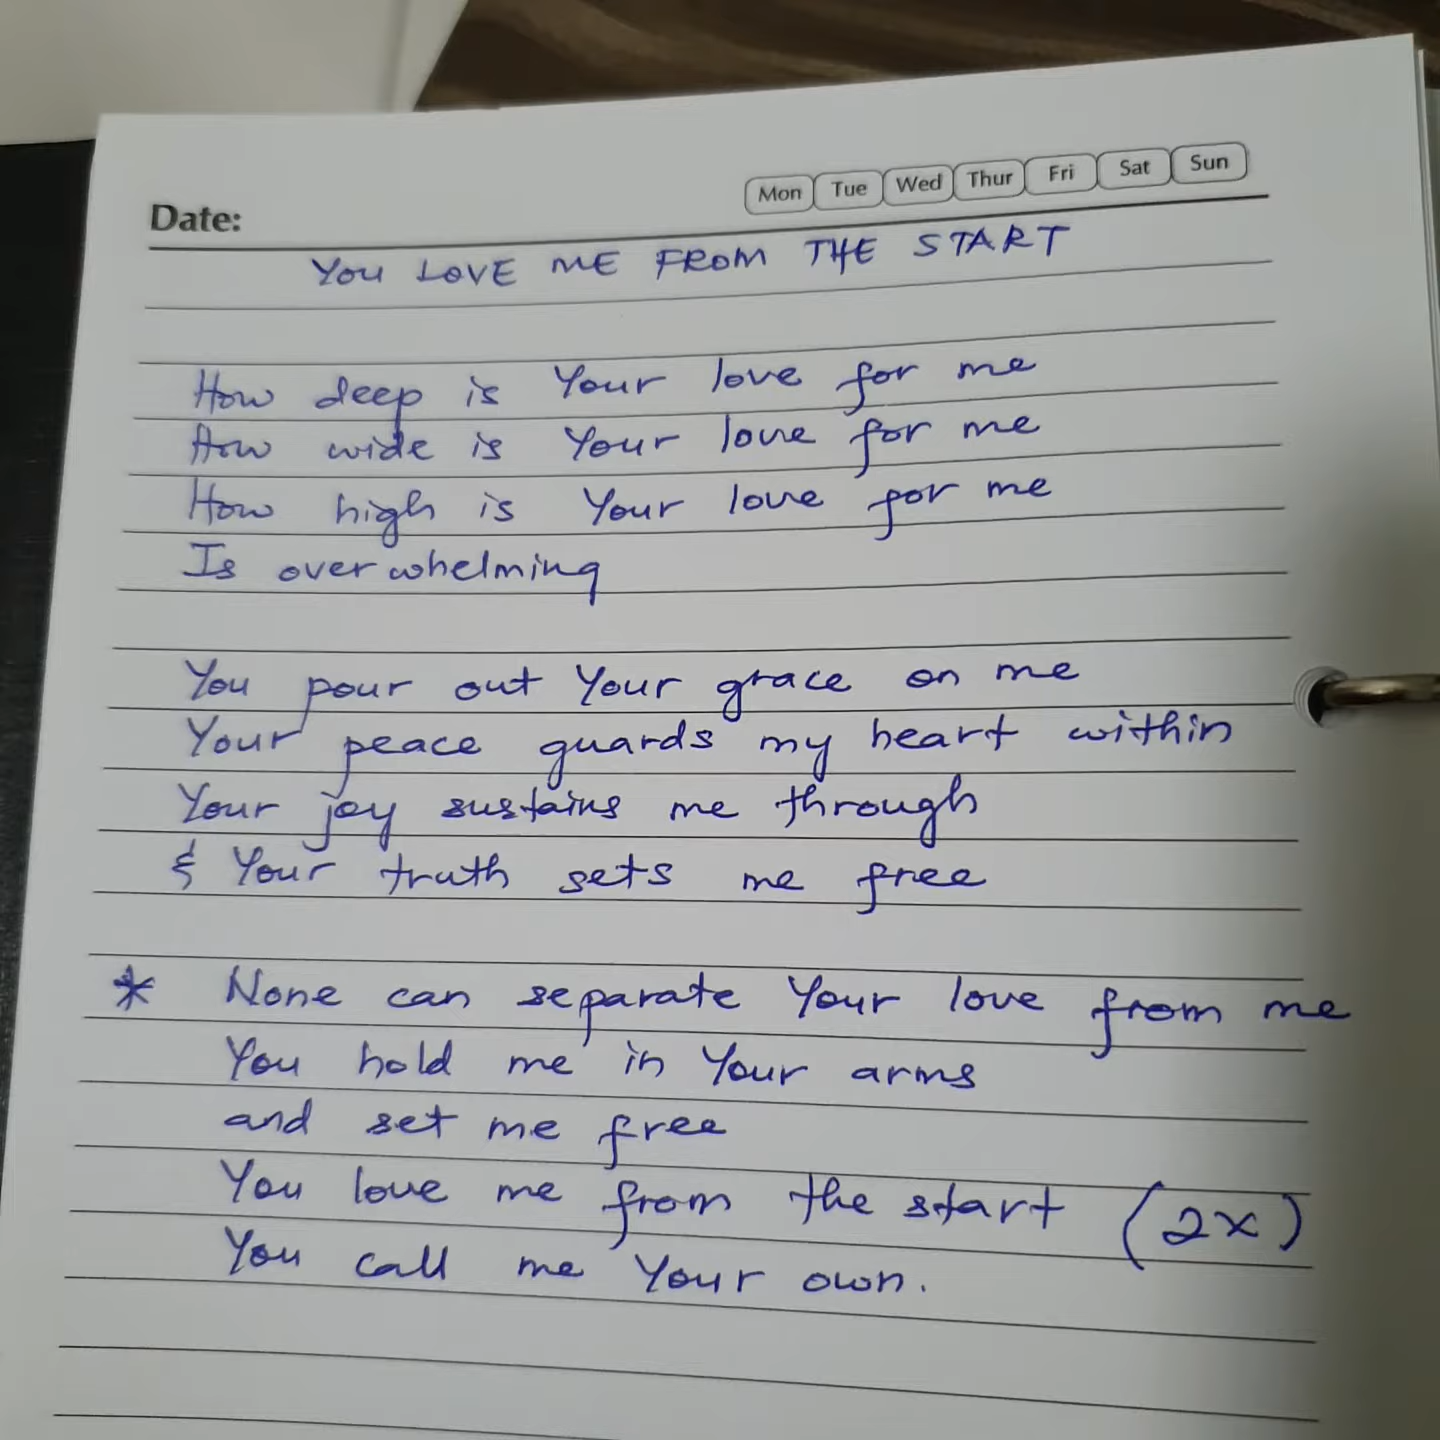 Mon Tue Wed Thur Fri Sat Sun
Date:
YOU LOVE ME FROM THE START
How deep is Your love for me
How wide is Your love for me
How high is Your love for me
Is overwhelming
You pour out Your grace on me
Your peace guards my heart within
Your joy sustains me through
& Your truth sets me free
* None can separate Your love from me
You hold me in Your arms
and set me free
You love me from the start (2x)
You call me Your own.